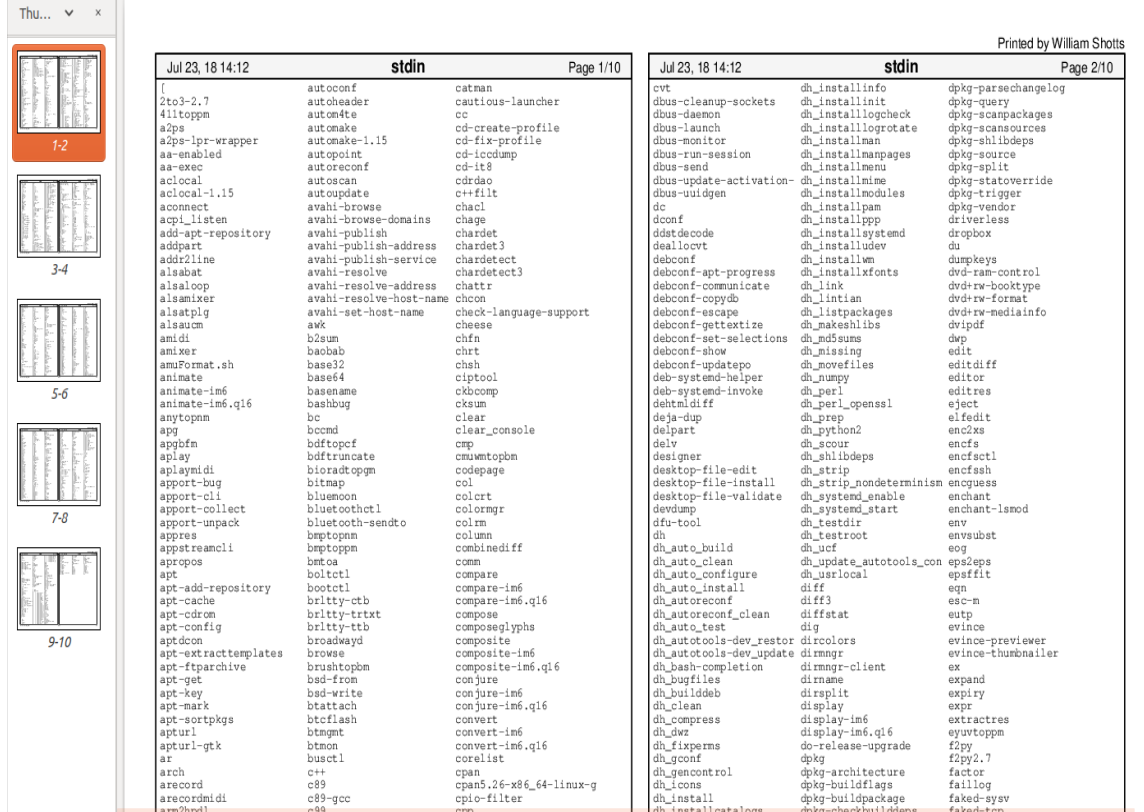 Thu...
1-2
3-4
5-6
7-8
9-10
Printed by William Shotts
Jul 23, 18 14:12
stdin
Page 1/10
[
2to3-2.7
411toppm
a2ps
a2ps-lpr-wrapper
aa-enabled
aa-exec
aclocal
aclocal-1.15
aconnect
acpi_listen
add-apt-repository
addpart
addr2line
alsabat
alsaloop
alsamixer
alsatplg
alsaucm
amidi
amixer
amuFormat.sh
animate
animate-im6
animate-im6.q16
anytopnm
apg
apgbfm
aplay
aplaymidi
apport-bug
apport-cli
apport-collect
apport-unpack
appres
appstreamcli
apropos
apt
apt-add-repository
apt-cache
apt-cdrom
apt-config
aptdcon
apt-extracttemplates
apt-ftparchive
apt-get
apt-key
apt-mark
apt-sortpkgs
apturl
apturl-gtk
ar
arch
arecord
arecordmidi
arm2hpdl
autoconf
autoheader
autom4te
automake
automake-1.15
autopoint
autoreconf
autoscan
autoupdate
avahi-browse
avahi-browse-domains
avahi-publish
avahi-publish-address
avahi-publish-service
avahi-resolve
avahi-resolve-address
avahi-resolve-host-name
avahi-set-host-name
awk
b2sum
baobab
base32
base64
basename
bashbug
bc
bccmd
bdftopcf
bdftruncate
bioradtopgm
bitmap
bluemoon
bluetoothctl
bluetooth-sendto
bmptopnm
bmptoppm
bmtoa
boltctl
bootctl
brltty-ctb
brltty-trtxt
brltty-ttb
broadwayd
browse
brushtopbm
bsd-from
bsd-write
btattach
btcflash
btmgmt
btmon
busctl
c++
c89
c89-gcc
c99
catman
cautious-launcher
cc
cd-create-profile
cd-fix-profile
cd-iccdump
cd-it8
cdrdao
c++filt
chacl
chage
chardet
chardet3
chardetect
chardetect3
chattr
chcon
check-language-support
cheese
chfn
chrt
chsh
ciptool
ckbcomp
cksum
clear
clear_console
cmp
cmuwmtopbm
codepage
col
colcrt
colormgr
colrm
column
combinediff
comm
compare
compare-im6
compare-im6.q16
compose
composeglyphs
composite
composite-im6
composite-im6.q16
conjure
conjure-im6
conjure-im6.q16
convert
convert-im6
convert-im6.q16
corelist
cpan
cpan5.26-x86_64-linux-g
cpio-filter
cpp
Jul 23, 18 14:12
stdin
Page 2/10
cvt
dbus-cleanup-sockets
dbus-daemon
dbus-launch
dbus-monitor
dbus-run-session
dbus-send
dbus-update-activation-
dbus-uuidgen
dc
dconf
ddstdecode
deallocvt
debconf
debconf-apt-progress
debconf-communicate
debconf-copydb
debconf-escape
debconf-gettextize
debconf-set-selections
debconf-show
debconf-updatepo
deb-systemd-helper
deb-systemd-invoke
dehtmldiff
deja-dup
delpart
delv
designer
desktop-file-edit
desktop-file-install
desktop-file-validate
devdump
dfu-tool
dh
dh_auto_build
dh_auto_clean
dh_auto_configure
dh_auto_install
dh_autoreconf
dh_autoreconf_clean
dh_auto_test
dh_autotools-dev_restor
dh_autotools-dev_update
dh_bash-completion
dh_bugfiles
dh_builddeb
dh_clean
dh_compress
dh_dwz
dh_fixperms
dh_gconf
dh_gencontrol
dh_icons
dh_install
dh_installcatalogs
dh_installinfo
dh_installinit
dh_installlogcheck
dh_installlogrotate
dh_installman
dh_installmanpages
dh_installmenu
dh_installmime
dh_installmodules
dh_installpam
dh_installppp
dh_installsystemd
dh_installudev
dh_installwm
dh_installxfonts
dh_link
dh_lintian
dh_listpackages
dh_makeshlibs
dh_md5sums
dh_missing
dh_movefiles
dh_numpy
dh_perl
dh_perl_openssl
dh_prep
dh_python2
dh_scour
dh_shlibdeps
dh_strip
dh_strip_nondeterminism
dh_systemd_enable
dh_systemd_start
dh_testdir
dh_testroot
dh_ucf
dh_update_autotools_con
dh_usrlocal
diff
diff3
diffstat
dig
dircolors
dirmngr
dirmngr-client
dirname
dirsplit
display
display-im6
display-im6.q16
do-release-upgrade
dpkg
dpkg-architecture
dpkg-buildflags
dpkg-buildpackage
dpkg-checkbuilddeps
dpkg-parsechangelog
dpkg-query
dpkg-scanpackages
dpkg-scansources
dpkg-shlibdeps
dpkg-source
dpkg-split
dpkg-statoverride
dpkg-trigger
dpkg-vendor
driverless
dropbox
du
dumpkeys
dvd-ram-control
dvd+rw-booktype
dvd+rw-format
dvd+rw-mediainfo
dvipdf
dwp
edit
editdiff
editor
editres
eject
elfedit
enc2xs
encfs
encfsctl
encfssh
encguess
enchant
enchant-lsmod
env
envsubst
eog
eps2eps
epsffit
eqn
esc-m
eutp
evince
evince-previewer
evince-thumbnailer
ex
expand
expiry
expr
extractres
eyuvtoppm
f2py
f2py2.7
factor
faillog
faked-sysv
faked-tcp